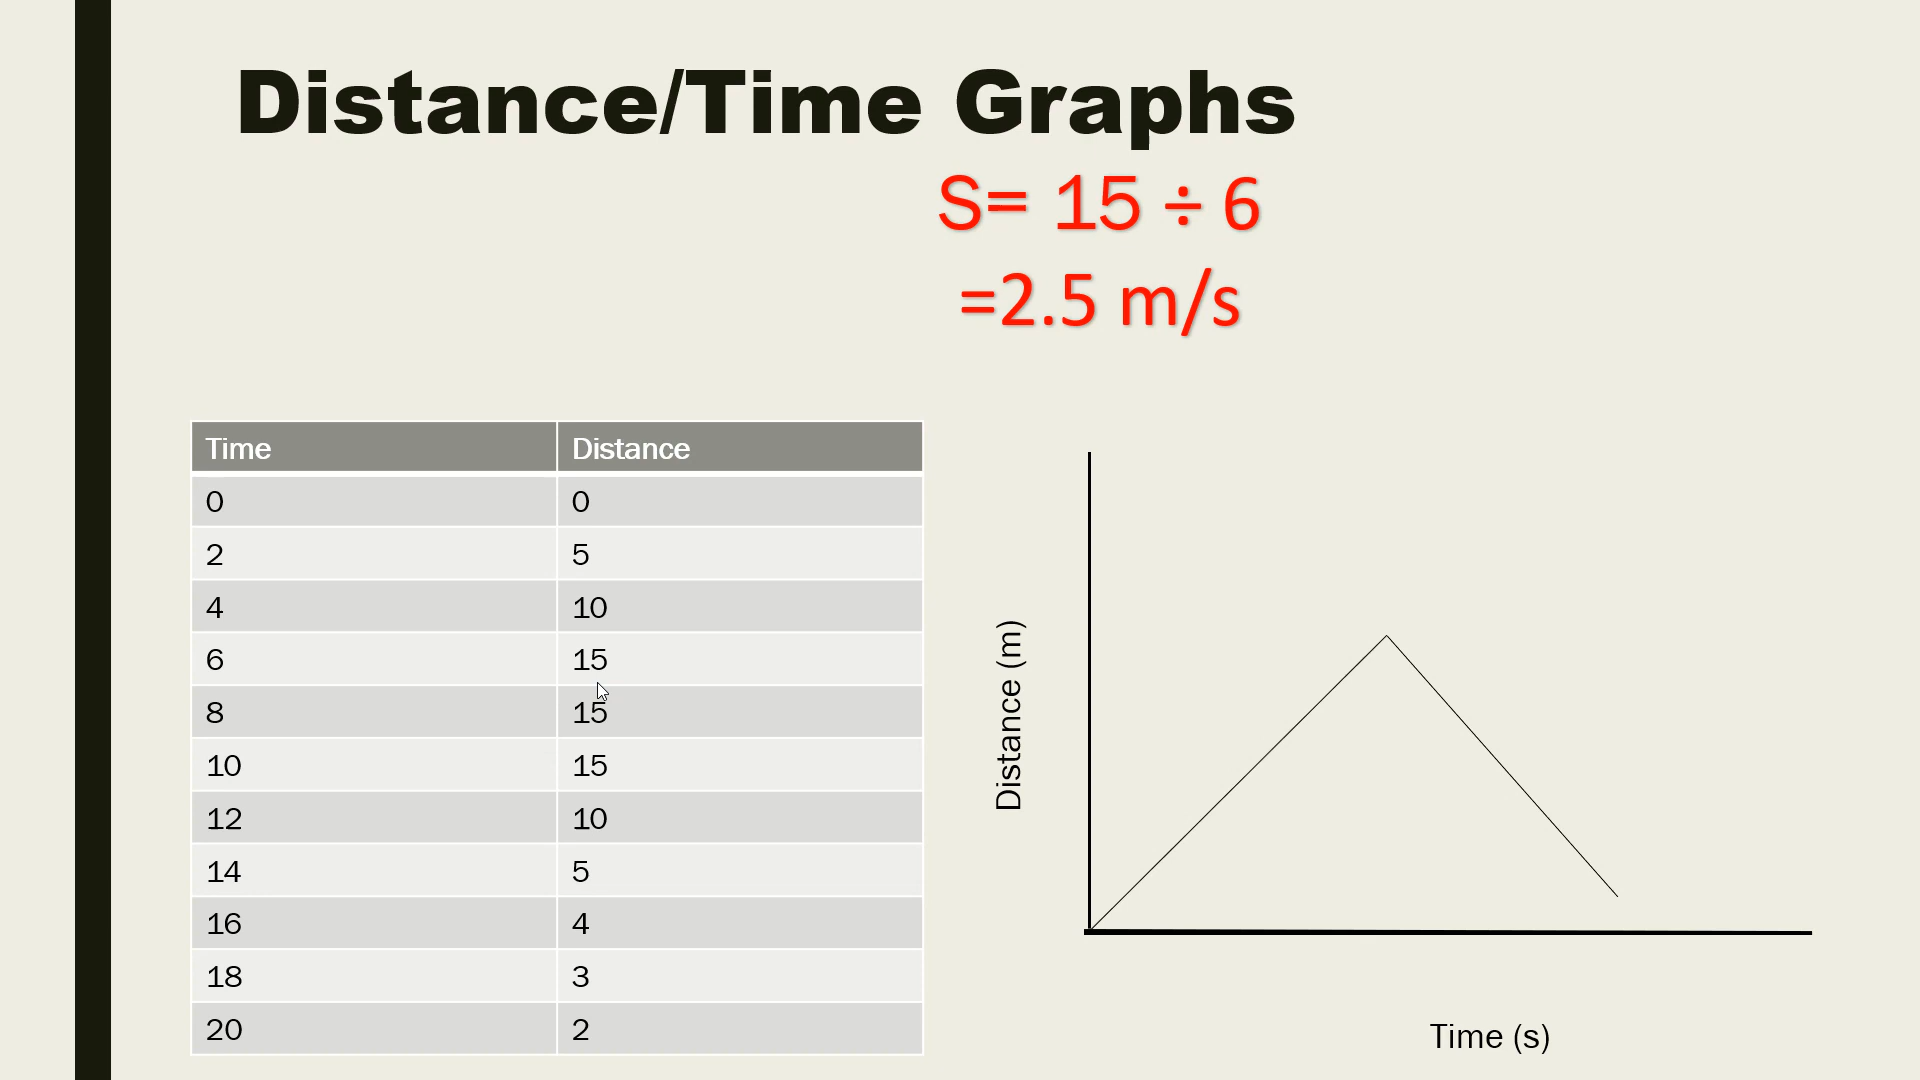 Distance/Time Graphs
S= 15 ÷ 6
=2.5 m/s
Time Distance
0 0
2 5
4 10
6 15
8 15
10 15
12 10
14 5
16 4
18 3
20 2
Distance (m)
Time (s)